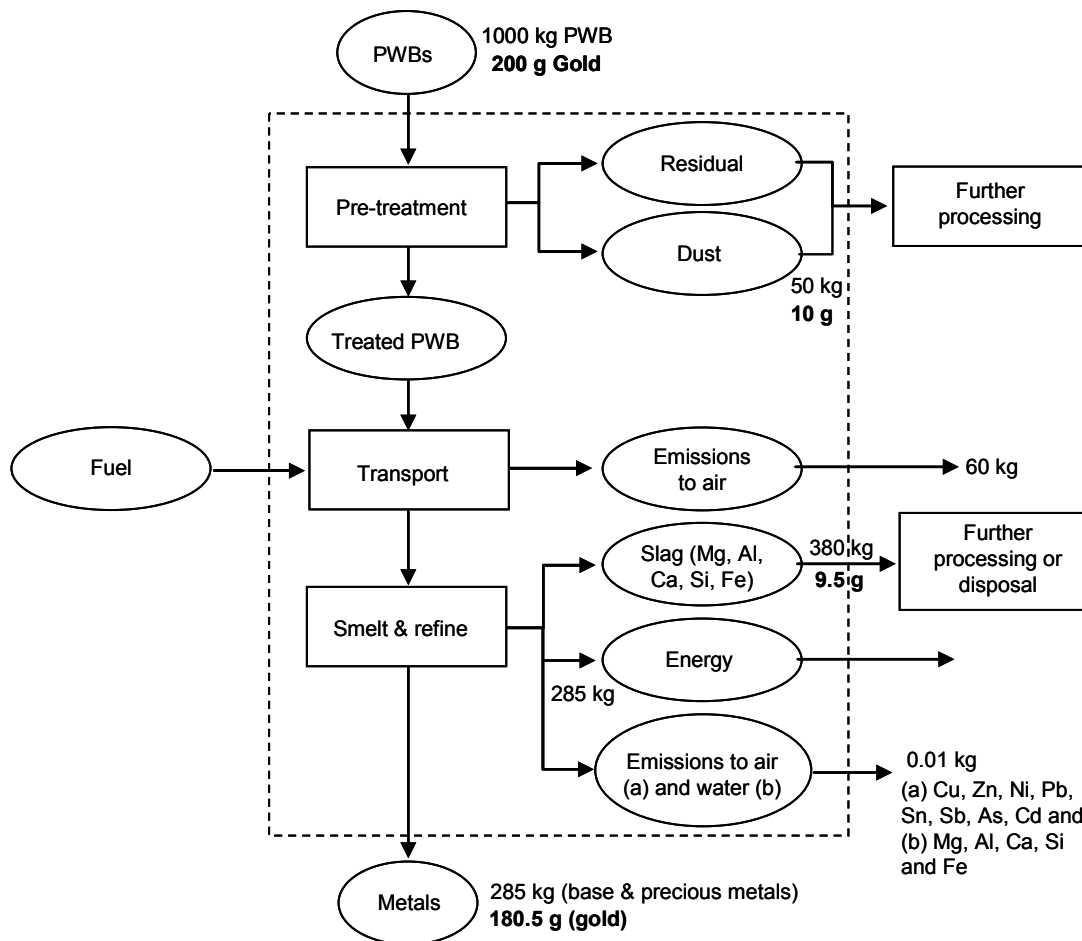 PWBs
1000 kg PWB
200 g Gold
Pre-treatment
Residual
Dust
50 kg
10 g
Further
processing
Treated PWB
Fuel
Transport
Emissions
to air
60 kg
Smelt & refine
Slag (Mg, Al,
Ca, Si, Fe)
380 kg
9.5 g
Further
processing or
disposal
Energy
285 kg
Emissions to air
(a) and water (b)
0.01 kg
(a) Cu, Zn, Ni, Pb,
Sn, Sb, As, Cd and
(b) Mg, Al, Ca, Si
and Fe
Metals
285 kg (base & precious metals)
180.5 g (gold)